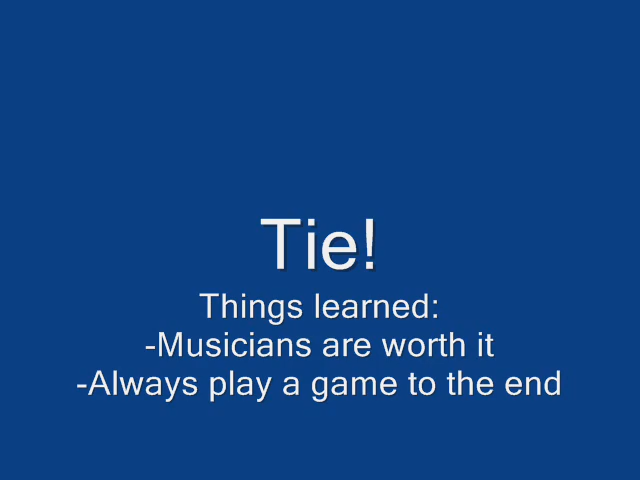 Tie!
Things learned:
-Musicians are worth it
-Always play a game to the end